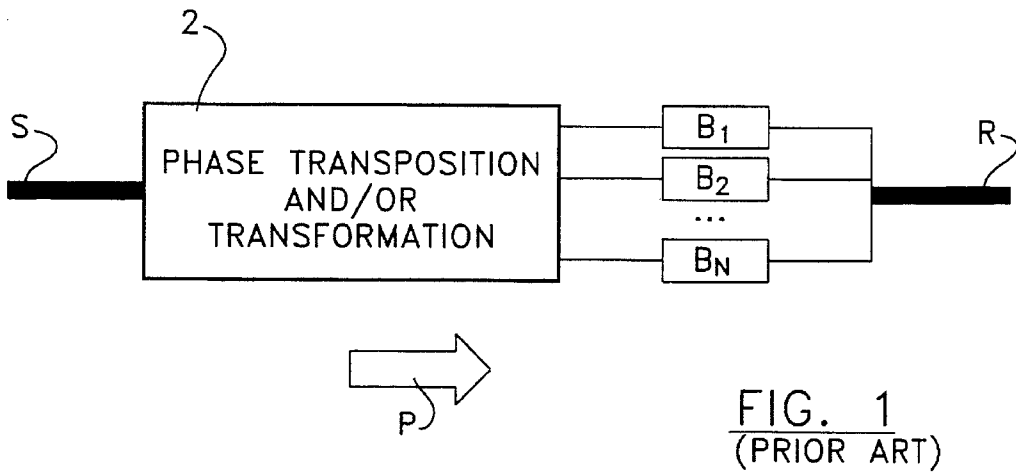 2
S
PHASE TRANSPOSITION
AND/OR
TRANSFORMATION
B1
B2
...
BN
R
P
FIG. 1
(PRIOR ART)